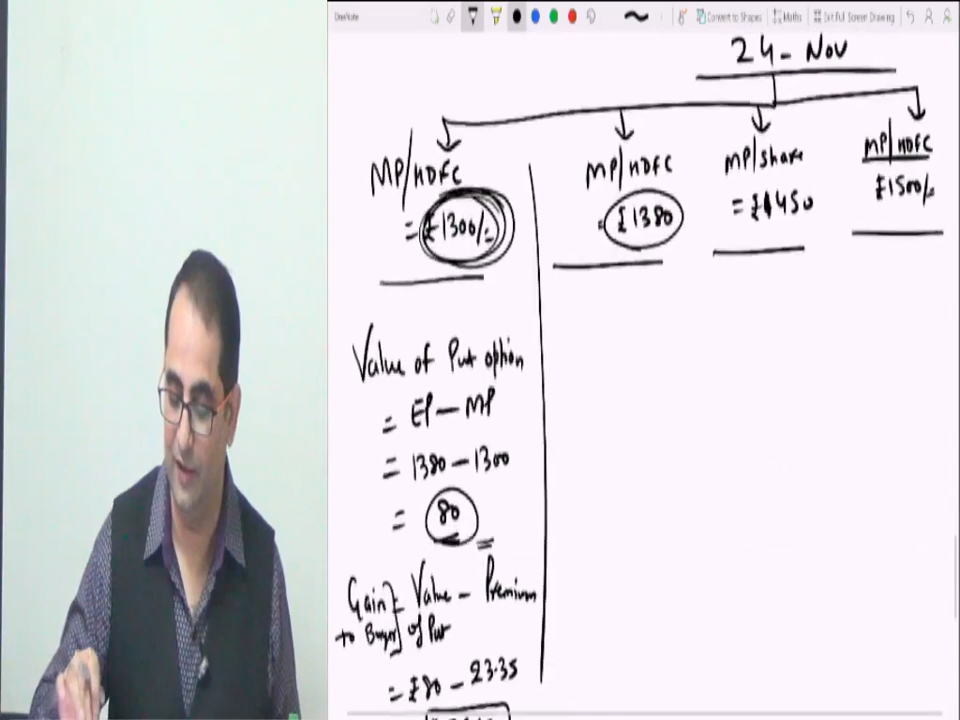 Convert to Shapes Maths Exit Full Screen Drawing
24- Nov
MP/HDFC
= ₹1300/-
MP/HDFC
= ₹1380
MP/share
= ₹1450
MP/HDFC
₹1500/-
Value of Put option
= EP - MP
= 1380 - 1300
= 80
Gain = Value - Premium
to Buyer of Put
= ₹80 - 23.35